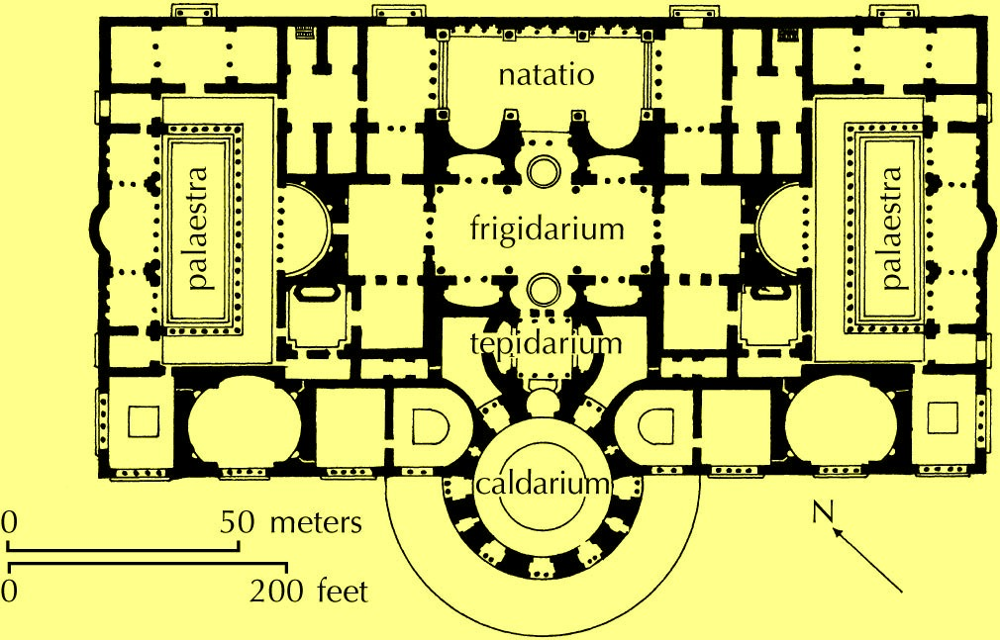 natatio
palaestra
frigidarium
palaestra
tepidarium
caldarium
N
0 50 meters
0 200 feet